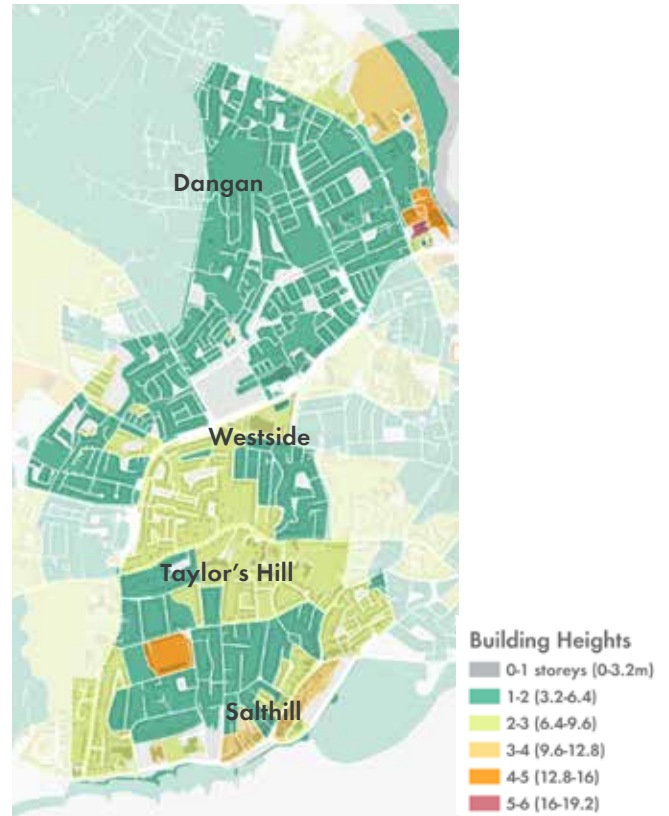 Dangan
Westside
Taylor's Hill
Salthill
Building Heights
0-1 storeys (0-3.2m)
1-2 (3.2-6.4)
2-3 (6.4-9.6)
3-4 (9.6-12.8)
4-5 (12.8-16)
5-6 (16-19.2)